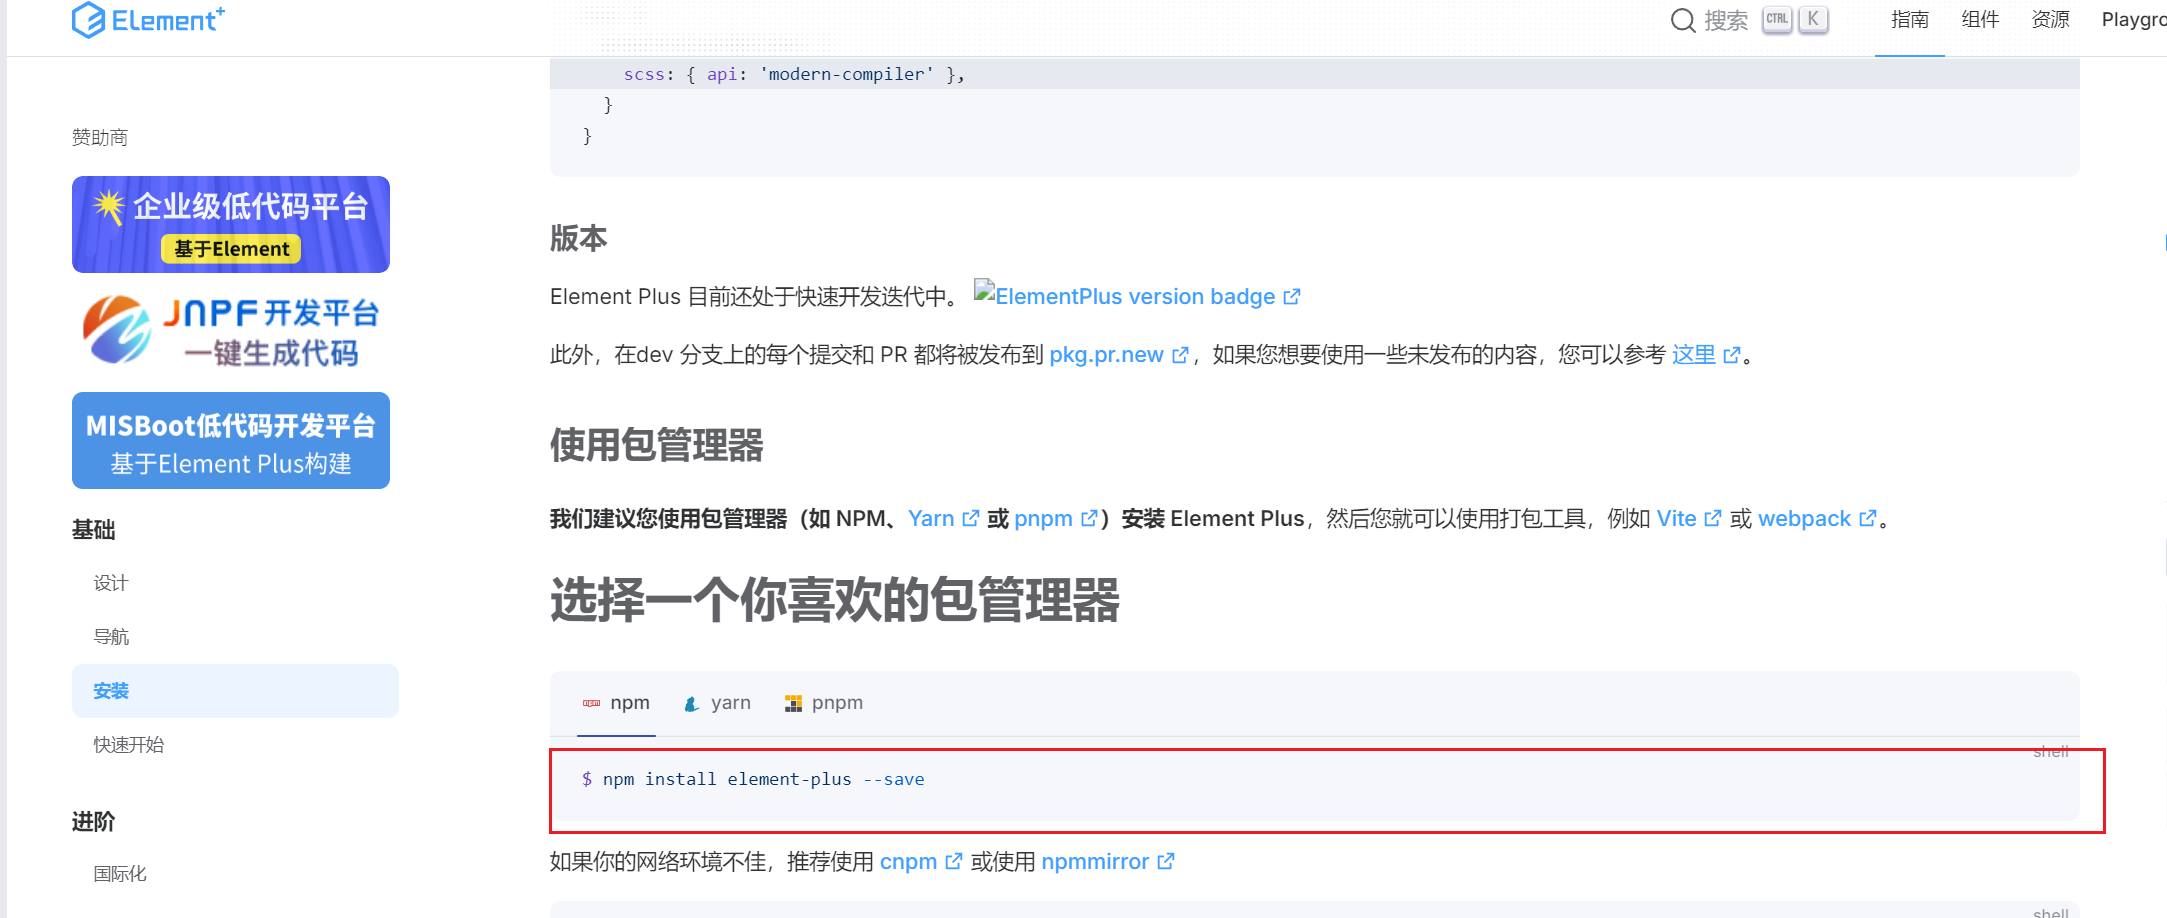 Element+
搜索 CTRL K 指南 组件 资源 Playgro
scss: { api: 'modern-compiler' },
}
}
赞助商
企业级低代码平台
基于Element
JNPF开发平台
一键生成代码
MISBoot低代码开发平台
基于Element Plus构建
基础
设计
导航
安装
快速开始
进阶
国际化
版本
Element Plus 目前还处于快速开发迭代中。 ElementPlus version badge
此外，在dev 分支上的每个提交和 PR 都将被发布到 pkg.pr.new ，如果您想要使用一些未发布的内容，您可以参考 这里 。
使用包管理器
我们建议您使用包管理器（如 NPM、Yarn 或 pnpm ）安装 Element Plus，然后您就可以使用打包工具，例如 Vite 或 webpack 。
选择一个你喜欢的包管理器
npm yarn pnpm
shell
$ npm install element-plus --save
如果你的网络环境不佳，推荐使用 cnpm 或使用 npmmirror
shell